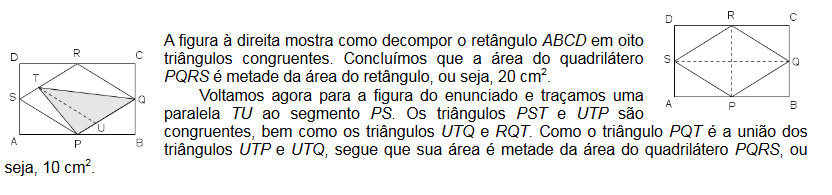 D R C
T
S Q
U
A P B
A figura à direita mostra como decompor o retângulo ABCD em oito
triângulos congruentes. Concluímos que a área do quadrilátero
PQRS é metade da área do retângulo, ou seja, 20 cm².
Voltamos agora para a figura do enunciado e traçamos uma
paralela TU ao segmento PS. Os triângulos PST e UTP são
congruentes, bem como os triângulos UTQ e RQT. Como o triângulo PQT é a união dos
triângulos UTP e UTQ, segue que sua área é metade da área do quadrilátero PQRS, ou
seja, 10 cm².
D R C
S Q
A P B